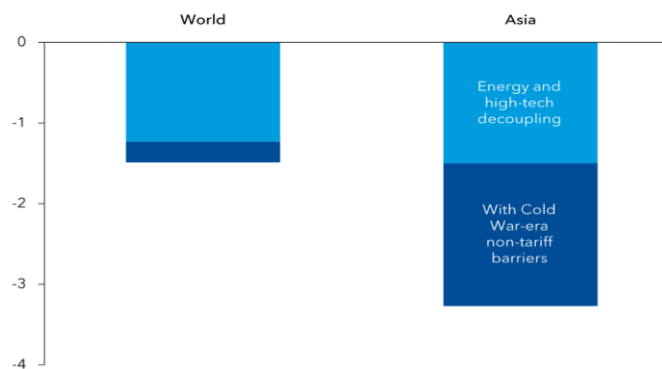 World
Asia
0
-1
-2
-3
-4
Energy and
high-tech
decoupling
With Cold
War-era
non-tariff
barriers